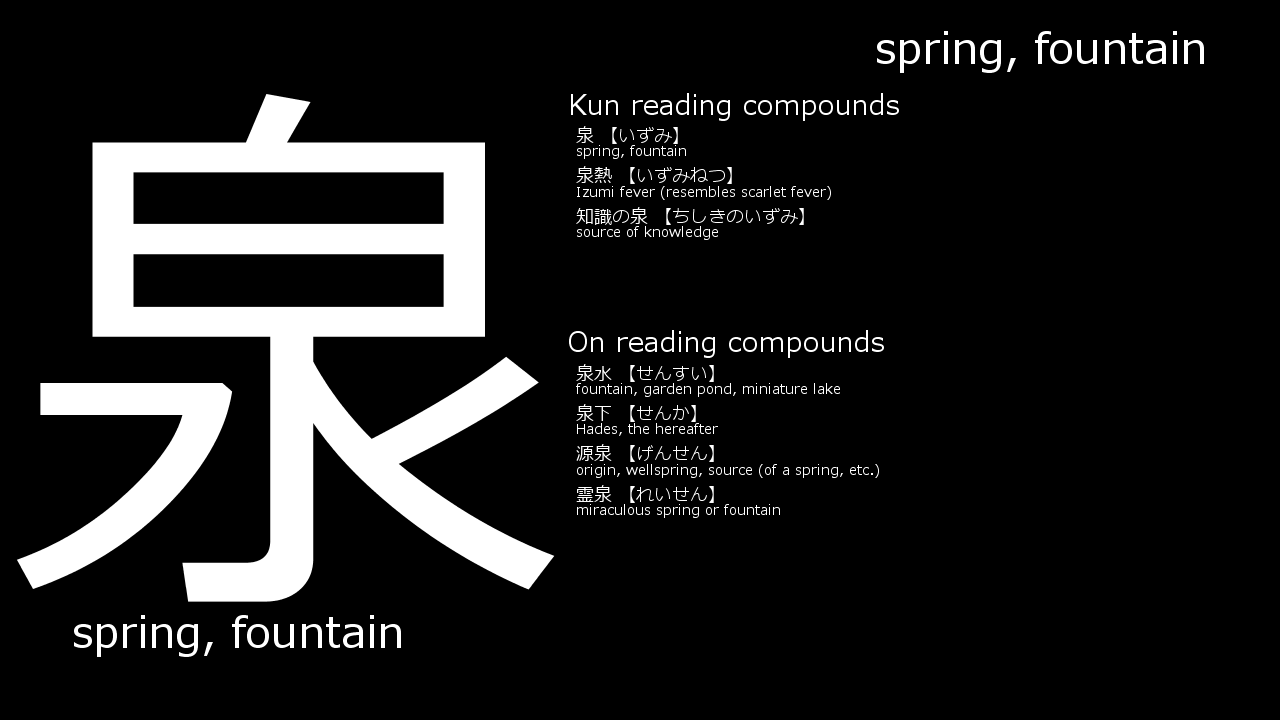 spring, fountain
泉
Kun reading compounds
泉 【いずみ】
spring, fountain
泉熱 【いずみねつ】
Izumi fever (resembles scarlet fever)
知識の泉 【ちしきのいずみ】
source of knowledge
On reading compounds
泉水 【せんすい】
fountain, garden pond, miniature lake
泉下 【せんか】
Hades, the hereafter
源泉 【げんせん】
origin, wellspring, source (of a spring, etc.)
霊泉 【れいせん】
miraculous spring or fountain
spring, fountain